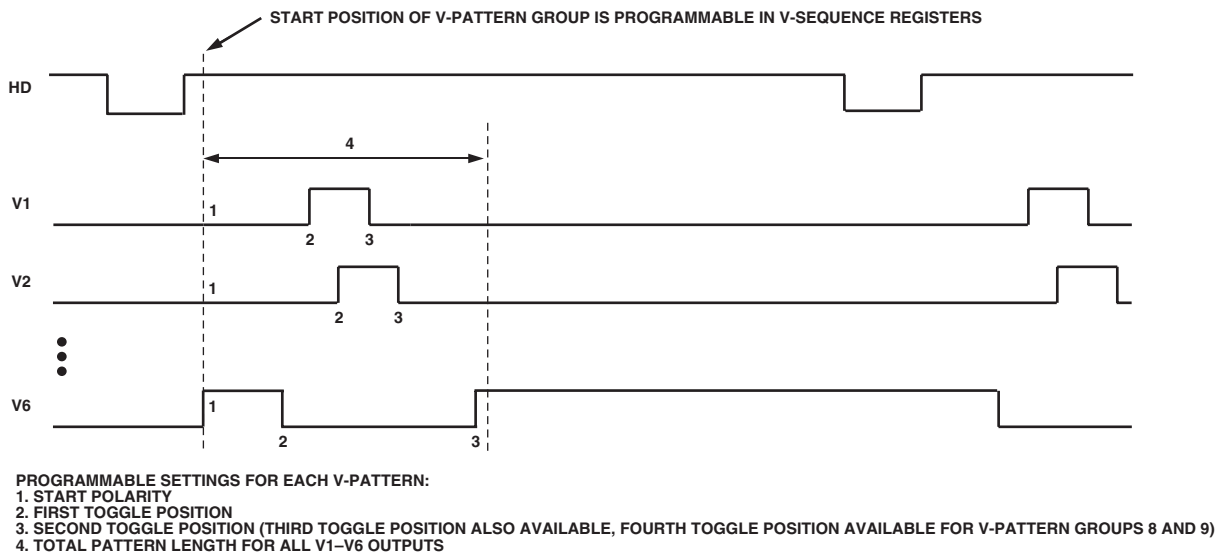 START POSITION OF V-PATTERN GROUP IS PROGRAMMABLE IN V-SEQUENCE REGISTERS
HD
4
V1
1
2 3
V2
1
2 3
V6
1
2 3
PROGRAMMABLE SETTINGS FOR EACH V-PATTERN:
1. START POLARITY
2. FIRST TOGGLE POSITION
3. SECOND TOGGLE POSITION (THIRD TOGGLE POSITION ALSO AVAILABLE, FOURTH TOGGLE POSITION AVAILABLE FOR V-PATTERN GROUPS 8 AND 9)
4. TOTAL PATTERN LENGTH FOR ALL V1–V6 OUTPUTS